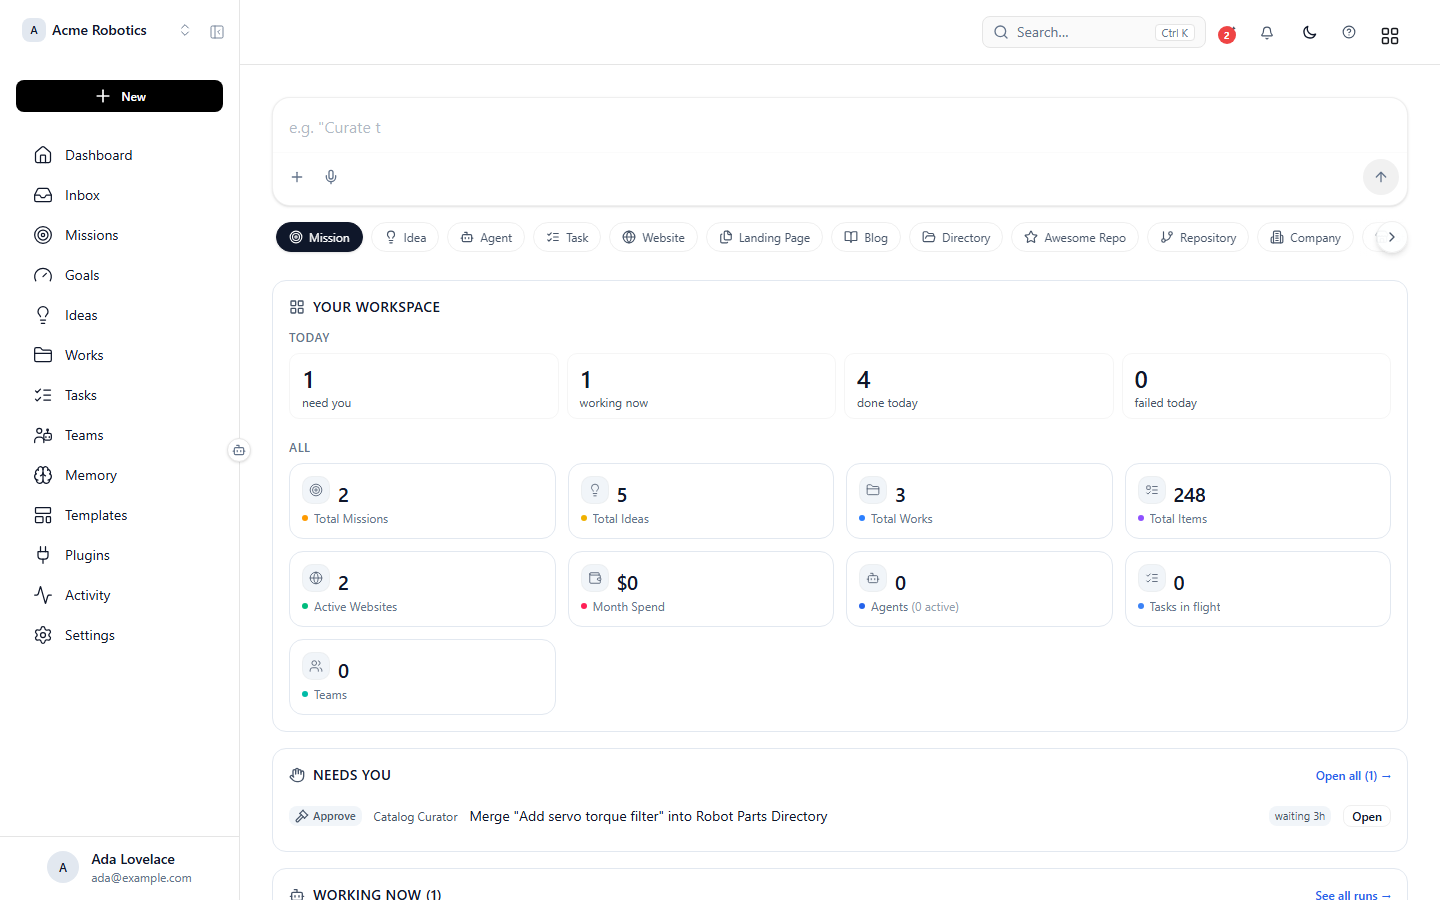 A Acme Robotics
Search... Ctrl K 2
New
Dashboard
Inbox
Missions
Goals
Ideas
Works
Tasks
Teams
Memory
Templates
Plugins
Activity
Settings
A Ada Lovelace
ada@example.com
e.g. "Curate t
Mission Idea Agent Task Website Landing Page Blog Directory Awesome Repo Repository Company
YOUR WORKSPACE
TODAY
1 need you
1 working now
4 done today
0 failed today
ALL
2 Total Missions
5 Total Ideas
3 Total Works
248 Total Items
2 Active Websites
$0 Month Spend
0 Agents (0 active)
0 Tasks in flight
0 Teams
NEEDS YOU Open all (1) →
Approve Catalog Curator Merge "Add servo torque filter" into Robot Parts Directory waiting 3h Open
WORKING NOW (1) See all runs →